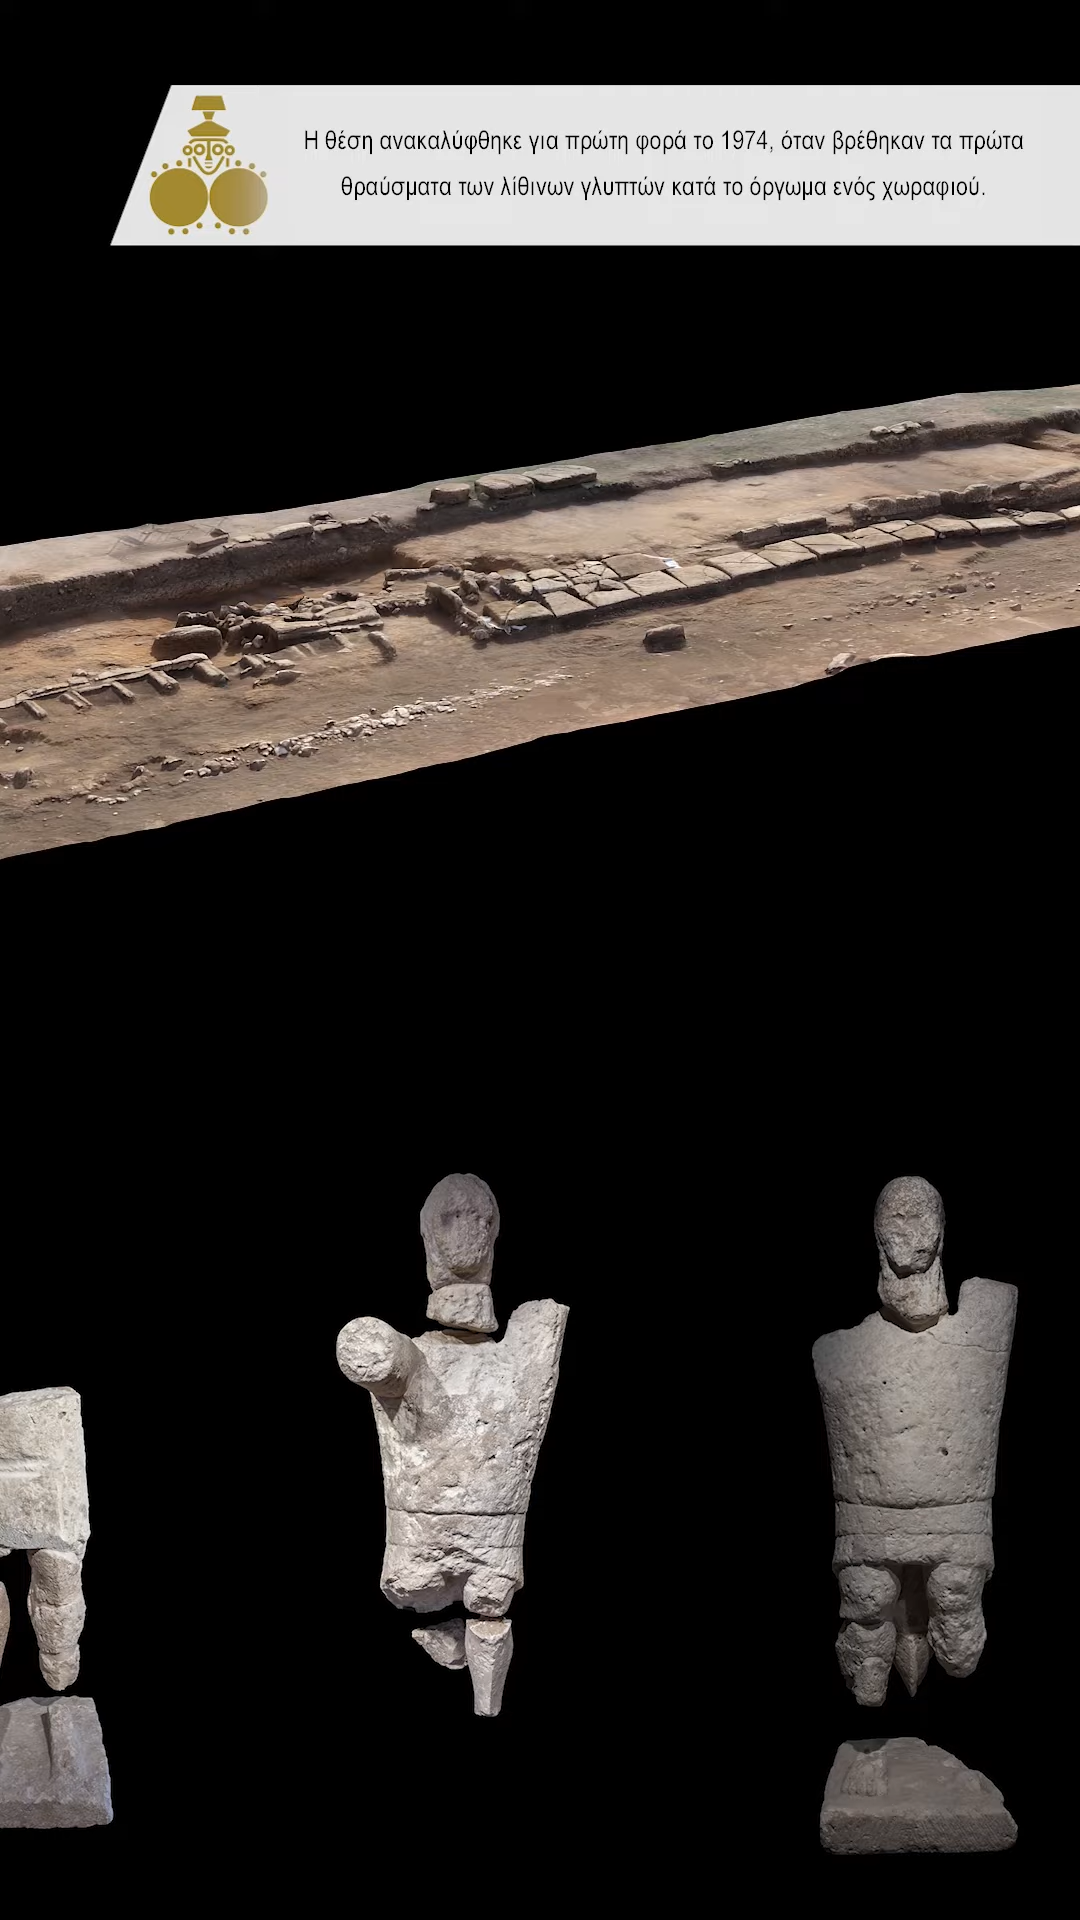 Η θέση ανακαλύφθηκε για πρώτη φορά το 1974, όταν βρέθηκαν τα πρώτα
θραύσματα των λίθινων γλυπτών κατά το όργωμα ενός χωραφιού.